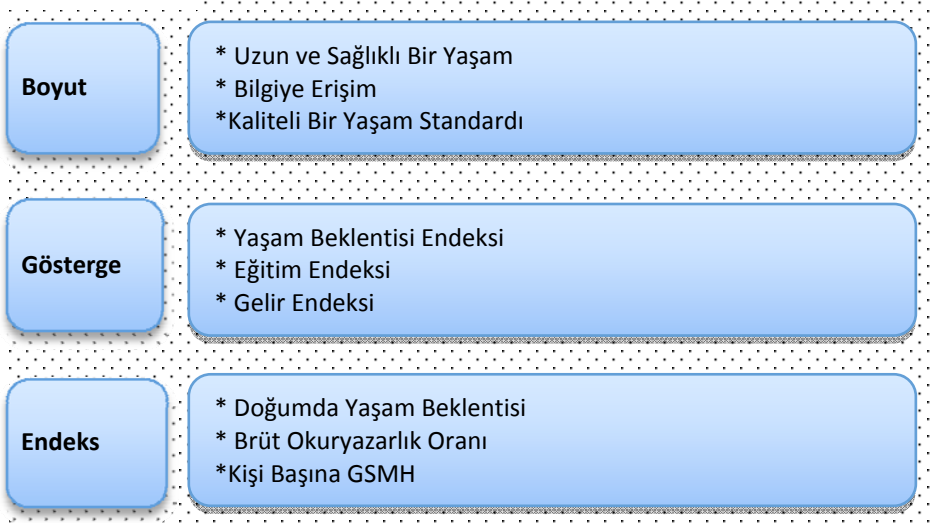 Boyut
* Uzun ve Sağlıklı Bir Yaşam
* Bilgiye Erişim
*Kaliteli Bir Yaşam Standardı
Gösterge
* Yaşam Beklentisi Endeksi
* Eğitim Endeksi
* Gelir Endeksi
Endeks
* Doğumda Yaşam Beklentisi
* Brüt Okuryazarlık Oranı
*Kişi Başına GSMH